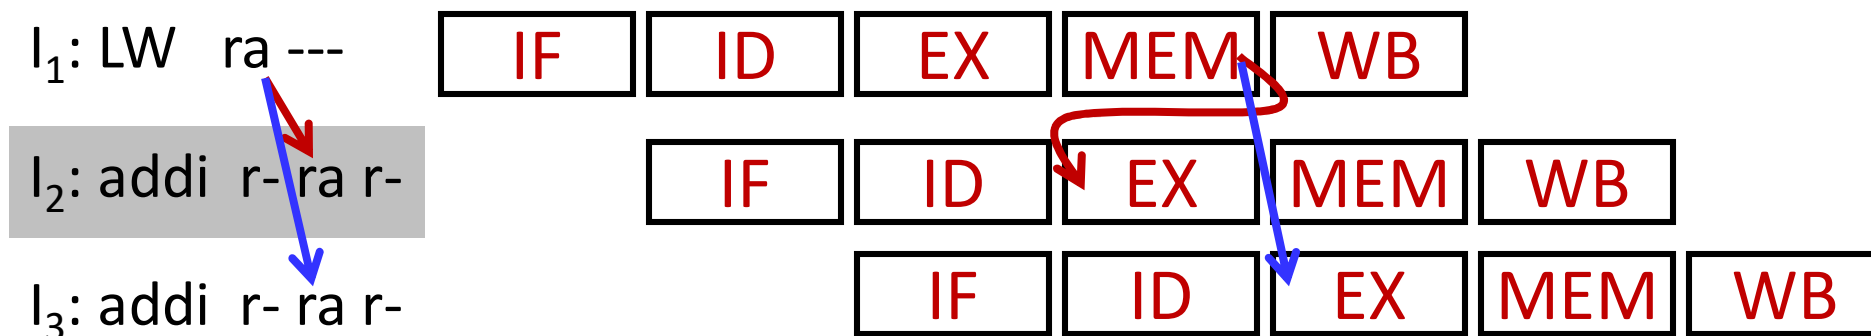 I₁: LW ra --- IF ID EX MEM WB
I₂: addi r- ra r- IF ID EX MEM WB
I₃: addi r- ra r- IF ID EX MEM WB